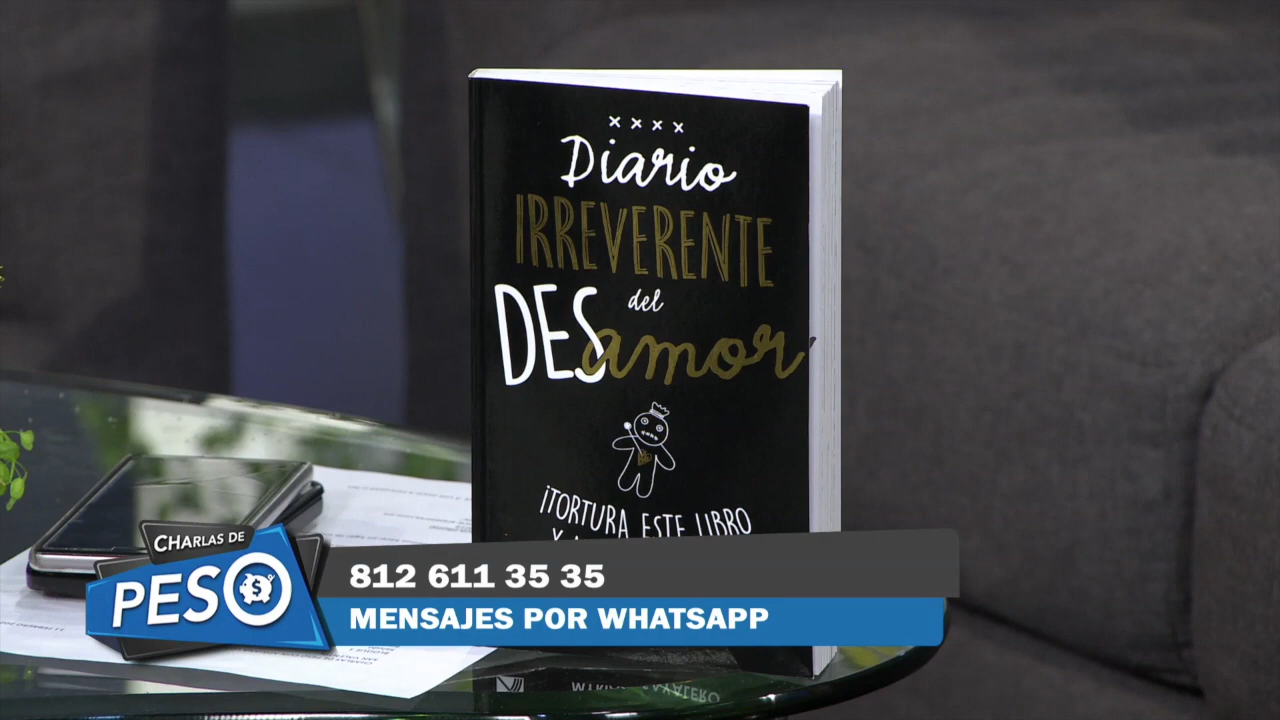 x x x x
Diario
IRREVERENTE
del
DESamor
¡TORTURA ESTE LIBRO
CHARLAS DE
PESO
812 611 35 35
MENSAJES POR WHATSAPP